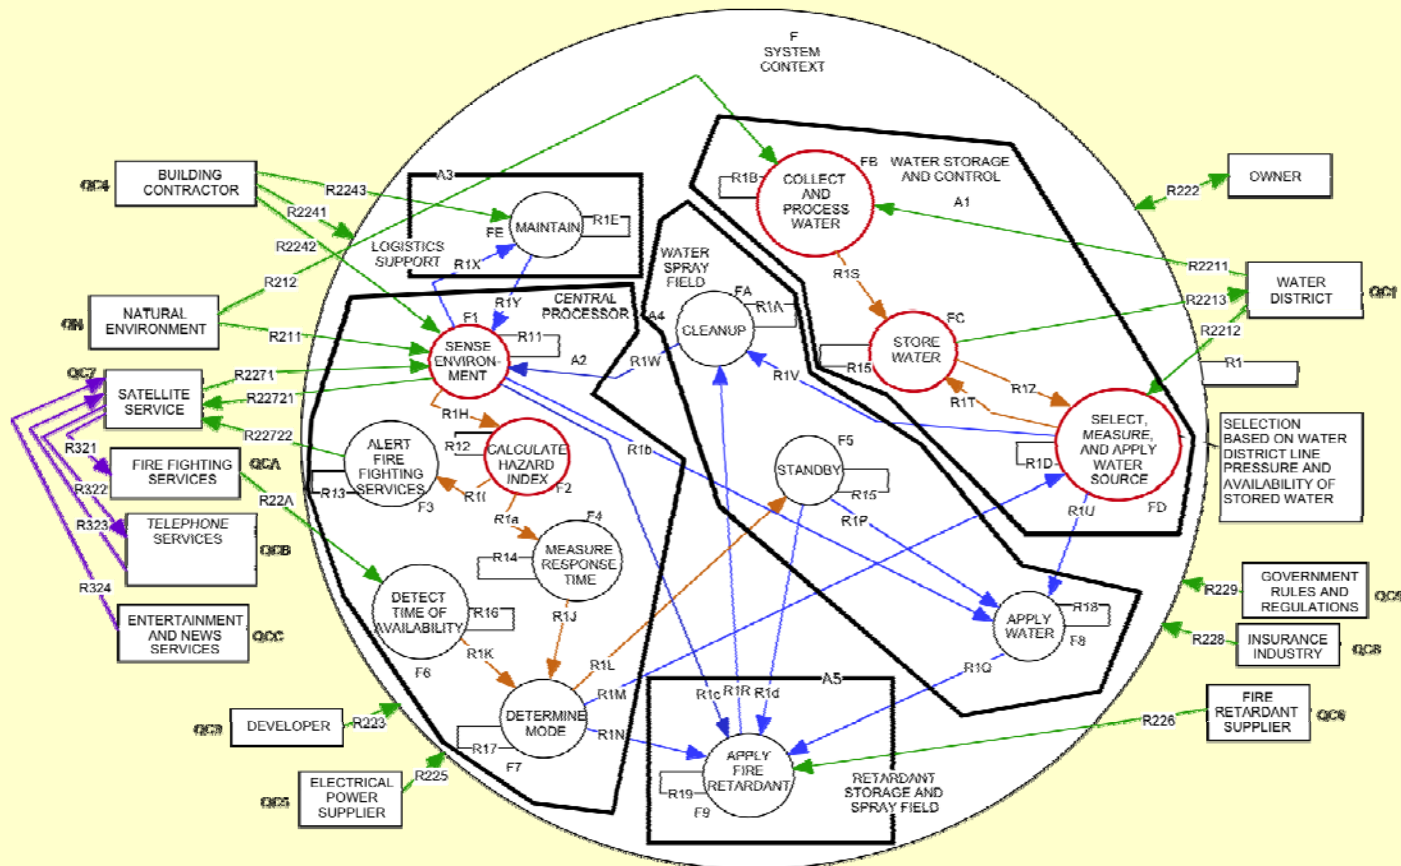 F
SYSTEM
CONTEXT
QC4
BUILDING
CONTRACTOR
R2243
R2241
R2242
A3
FE
MAINTAIN
R1E
LOGISTICS
SUPPORT
R1X
R1Y
R212
QH
NATURAL
ENVIRONMENT
R211
FB
R1B
COLLECT
AND
PROCESS
WATER
WATER STORAGE
AND CONTROL
A1
R1S
R222
OWNER
R2211
R2213
R2212
WATER
DISTRICT
QC1
R1
WATER
SPRAY
FIELD
FA
R1A
CLEANUP
A4
R1W
R1V
FC
STORE
WATER
R15
R1Z
R1T
CENTRAL
PROCESSOR
F1
R11
SENSE
ENVIRON-
MENT
A2
QC7
SATELLITE
SERVICE
R2271
R22721
R22722
R1H
R12
CALCULATE
HAZARD
INDEX
F2
R1b
ALERT
FIRE
FIGHTING
SERVICES
R13
F3
R1I
R1a
F4
MEASURE
RESPONSE
TIME
R14
F5
STANDBY
R15
R1P
SELECT,
MEASURE,
AND APPLY
WATER
SOURCE
R1D
FD
R1U
SELECTION
BASED ON WATER
DISTRICT LINE
PRESSURE AND
AVAILABILITY OF
STORED WATER
R321
FIRE FIGHTING
SERVICES
QCA
R22A
R322
R323
TELEPHONE
SERVICES
QCB
R324
ENTERTAINMENT
AND NEWS
SERVICES
QCC
DETECT
TIME OF
AVAILABILITY
R16
F6
R1J
R1K
R1L
R1M
R1c
R1R
R1d
APPLY
WATER
R18
F8
R1Q
R229
GOVERNMENT
RULES AND
REGULATIONS
QC9
R228
INSURANCE
INDUSTRY
QC8
DETERMINE
MODE
R17
F7
R1N
A5
APPLY
FIRE
RETARDANT
R19
F9
RETARDANT
STORAGE AND
SPRAY FIELD
R226
FIRE
RETARDANT
SUPPLIER
QC6
QC3
DEVELOPER
R223
QC5
ELECTRICAL
POWER
SUPPLIER
R225